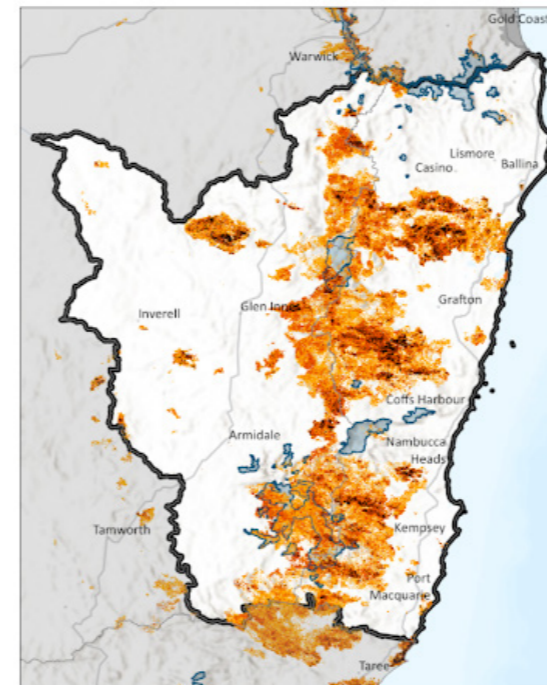 Gold Coast
Warwick
Lismore
Casino
Ballina
Grafton
Inverell
Glen Innes
Coffs Harbour
Armidale
Nambucca
Heads
Kempsey
Tamworth
Port
Macquarie
Taree